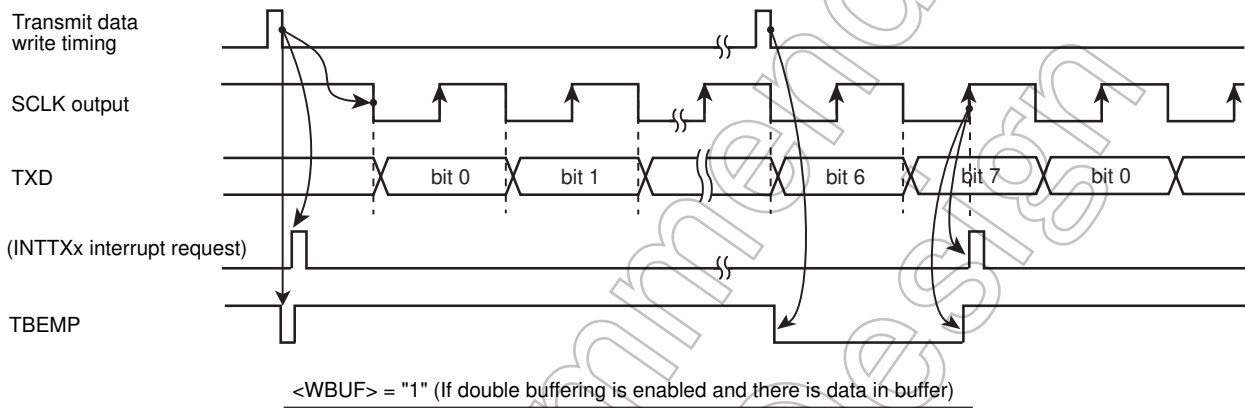 Transmit data
write timing
SCLK output
TXD
bit 0 bit 1 bit 6 bit 7 bit 0
(INTTXx interrupt request)
TBEMP
<WBUF> = "1" (If double buffering is enabled and there is data in buffer)